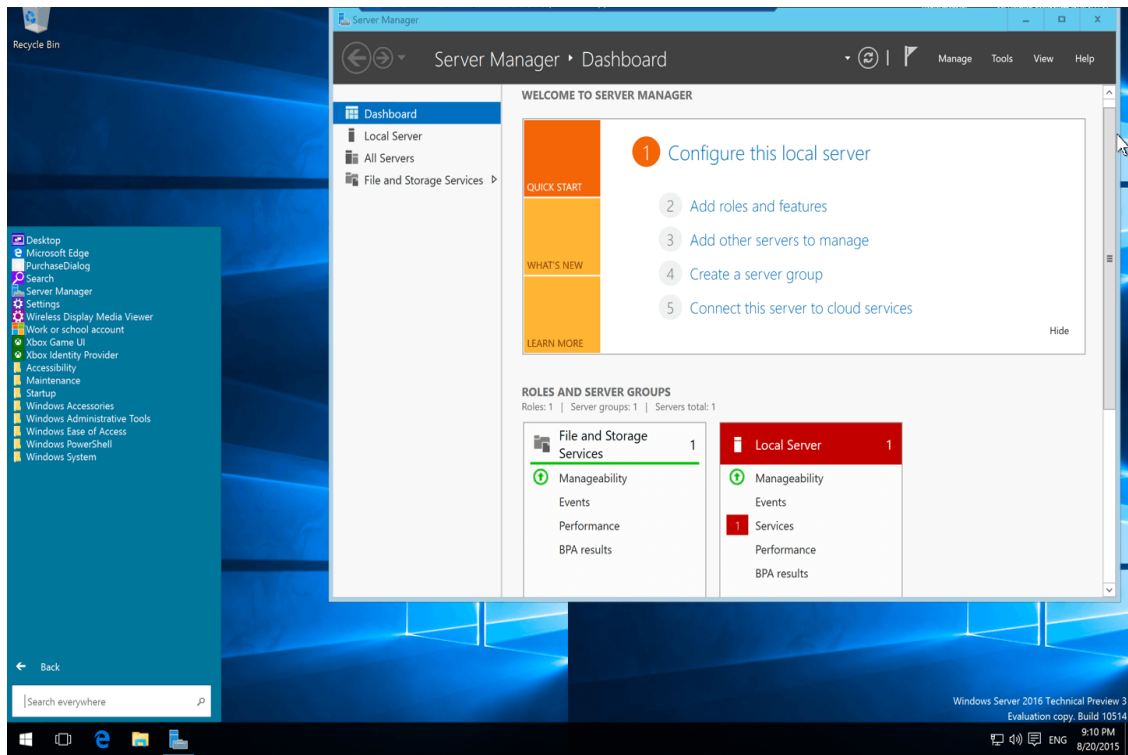 Recycle Bin
Server Manager
Server Manager • Dashboard
Manage Tools View Help
Dashboard
Local Server
All Servers
File and Storage Services
WELCOME TO SERVER MANAGER
QUICK START
WHAT'S NEW
LEARN MORE
1 Configure this local server
2 Add roles and features
3 Add other servers to manage
4 Create a server group
5 Connect this server to cloud services
Hide
ROLES AND SERVER GROUPS
Roles: 1 | Server groups: 1 | Servers total: 1
File and Storage
Services 1
Manageability
Events
Performance
BPA results
Local Server 1
Manageability
Events
1 Services
Performance
BPA results
Desktop
Microsoft Edge
PurchaseDialog
Search
Server Manager
Settings
Wireless Display Media Viewer
Work or school account
Xbox Game UI
Xbox Identity Provider
Accessibility
Maintenance
Startup
Windows Accessories
Windows Administrative Tools
Windows Ease of Access
Windows PowerShell
Windows System
Back
Search everywhere
Windows Server 2016 Technical Preview 3
Evaluation copy. Build 10514
ENG
9:10 PM
8/20/2015